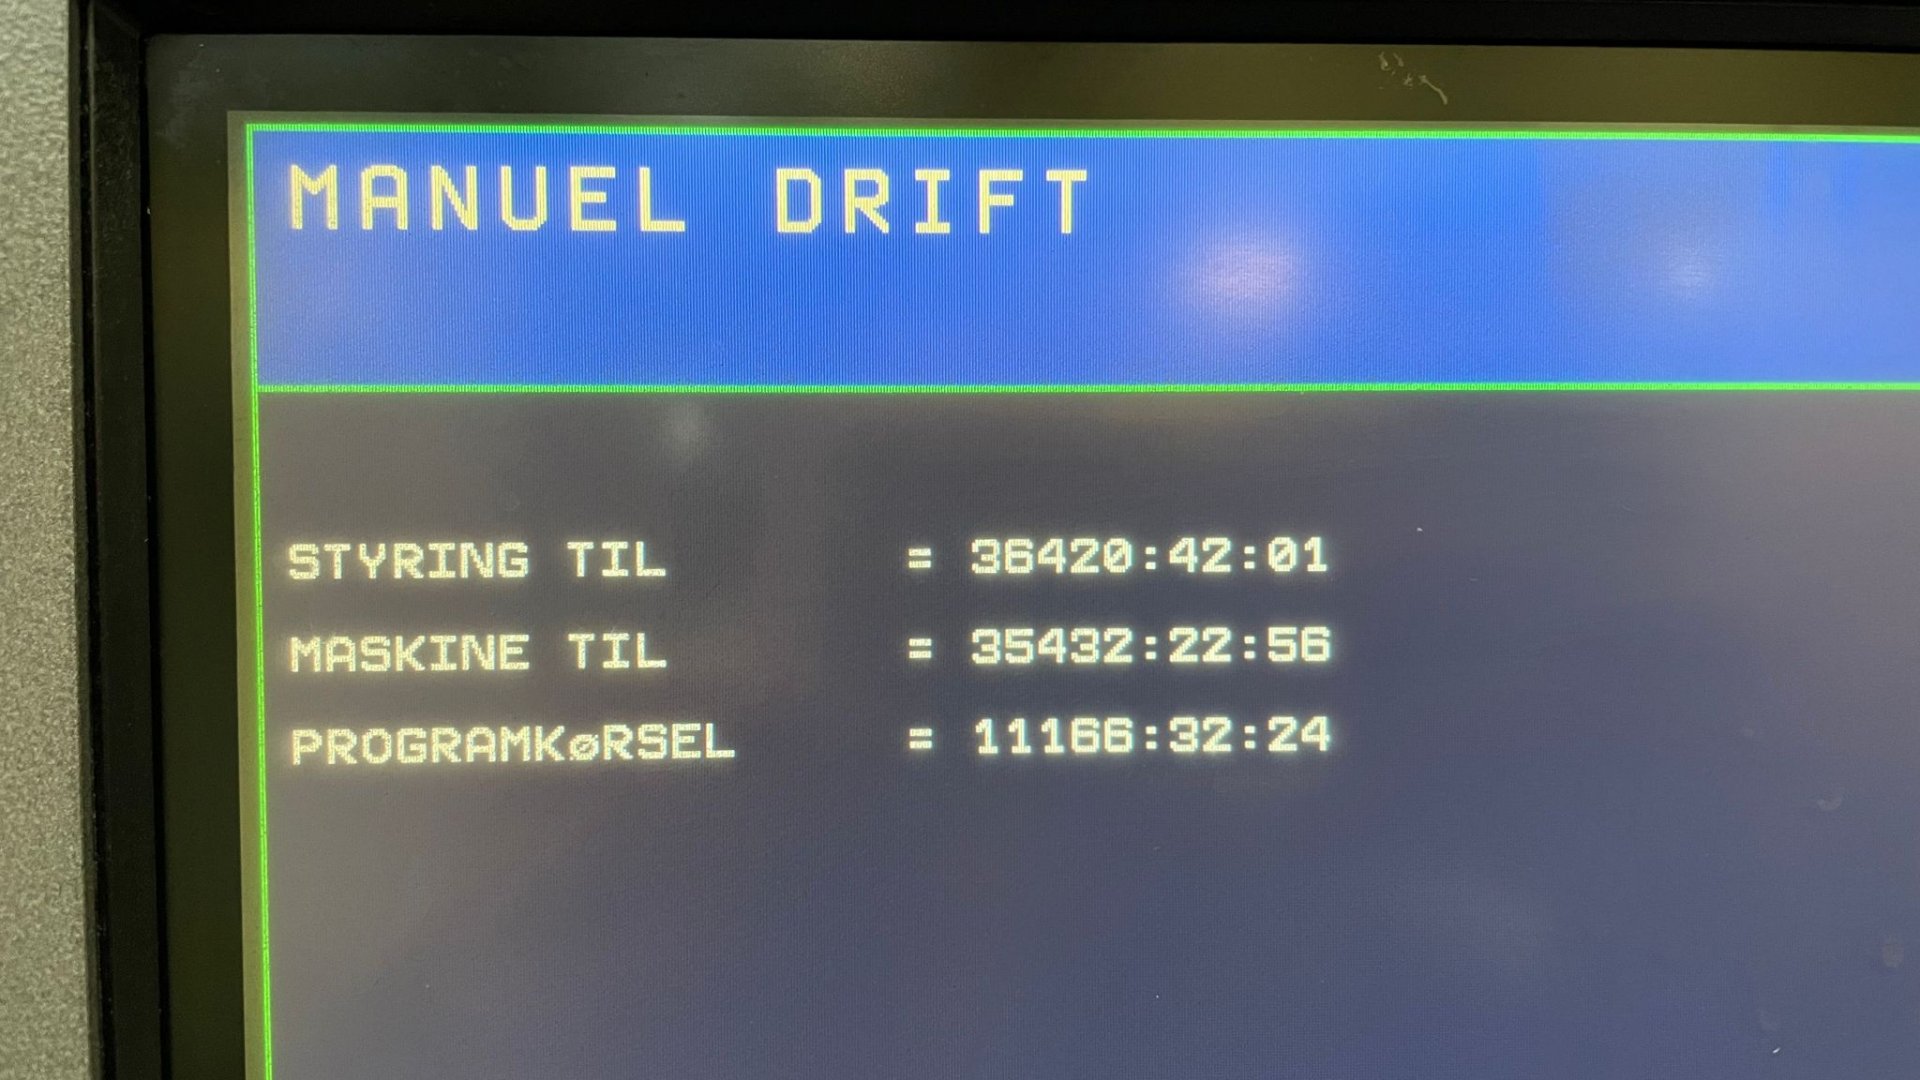 MANUEL DRIFT
STYRING TIL = 36420:42:01
MASKINE TIL = 35432:22:56
PROGRAMKøRSEL = 11166:32:24